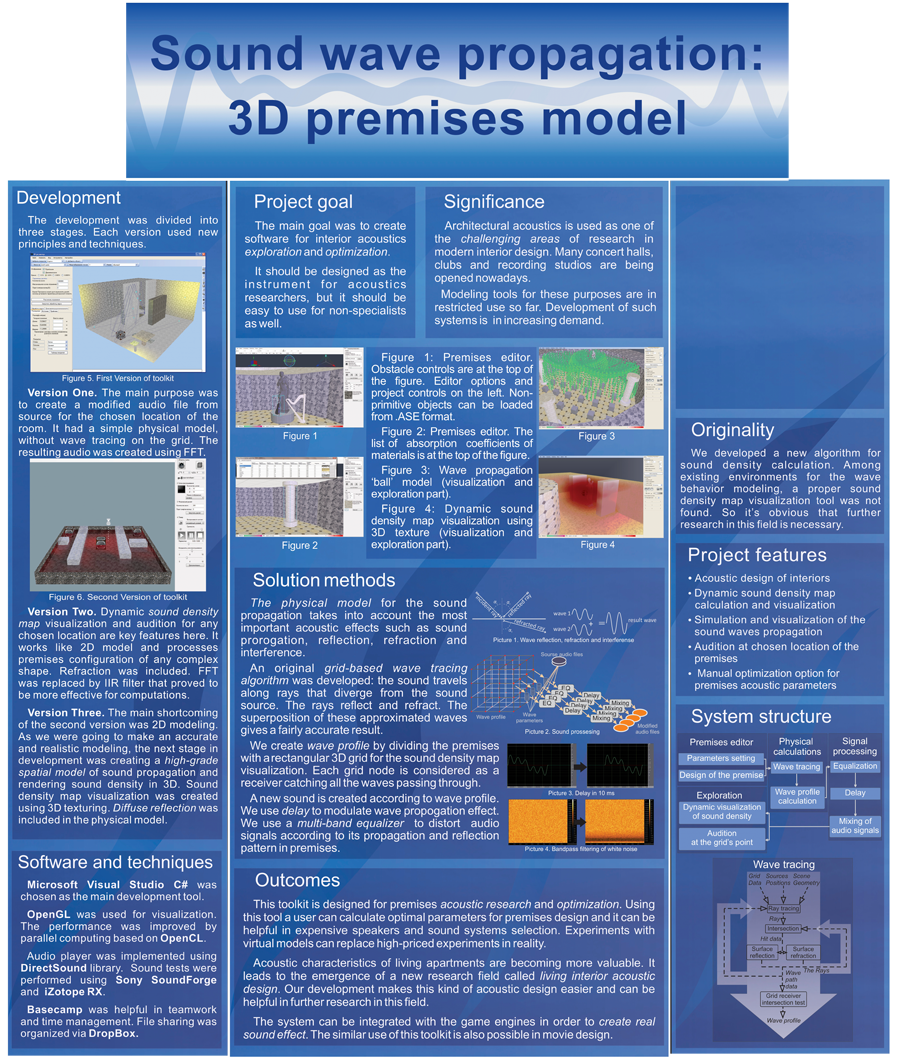 Sound wave propagation:
3D premises model
Development
The development was divided into
three stages. Each version used new
principles and techniques.
Figure 5. First Version of toolkit
Version One. The main purpose was
to create a modified audio file from
source for the chosen location of the
room. It had a simple physical model,
without wave tracing on the grid. The
resulting audio was created using FFT.
Figure 6. Second Version of toolkit
Version Two. Dynamic sound density
map visualization and audition for any
chosen location are key features here. It
works like 2D model and processes
premises configuration of any complex
shape. Refraction was included. FFT
was replaced by IIR filter that proved to
be more effective for computations.
Version Three. The main shortcoming
of the second version was 2D modeling.
As we were going to make an accurate
and realistic modeling, the next stage in
development was creating a high-grade
spatial model of sound propagation and
rendering sound density in 3D. Sound
density map visualization was created
using 3D texturing. Diffuse reflection was
included in the physical model.
Software and techniques
Microsoft Visual Studio C# was
chosen as the main development tool.
OpenGL was used for visualization.
The performance was improved by
parallel computing based on OpenCL.
Audio player was implemented using
DirectSound library. Sound tests were
performed using Sony SoundForge
and iZotope RX.
Basecamp was helpful in teamwork
and time management. File sharing was
organized via DropBox.
Project goal
The main goal was to create
software for interior acoustics
exploration and optimization.
It should be designed as the
instrument for acoustics
researchers, but it should be
easy to use for non-specialists
as well.
Significance
Architectural acoustics is used as one of
the challenging areas of research in
modern interior design. Many concert halls,
clubs and recording studios are being
opened nowadays.
Modeling tools for these purposes are in
restricted use so far. Development of such
systems is in increasing demand.
Figure 1
Figure 2
Figure 1: Premises editor.
Obstacle controls are at the top of
the figure. Editor options and
project controls on the left. Non-
primitive objects can be loaded
from .ASE format.
Figure 2: Premises editor. The
list of absorption coefficients of
materials is at the top of the figure.
Figure 3: Wave propagation
‘ball’ model (visualization and
exploration part).
Figure 4: Dynamic sound
density map visualization using
3D texture (visualization and
exploration part).
Figure 3
Figure 4
Solution methods
The physical model for the sound
propagation takes into account the most
important acoustic effects such as sound
prorogation, reflection, refraction and
interference.
An original grid-based wave tracing
algorithm was developed: the sound travels
along rays that diverge from the sound
source. The rays reflect and refract. The
superposition of these approximated waves
gives a fairly accurate result.
We create wave profile by dividing the premises
with a rectangular 3D grid for the sound density map
visualization. Each grid node is considered as a
receiver catching all the waves passing through.
A new sound is created according to wave profile.
We use delay to modulate wave propogation effect.
We use a multi-band equalizer to distort audio
signals according to its propagation and reflection
pattern in premises.
incident ray
reflected ray
refracted ray
wave 1
wave 2
+
=
result wave
Picture 1. Wave reflection, refraction and interferense
Sourse audio files
EQ
EQ
EQ
EQ
Delay
Delay
Delay
Delay
Mixing
Mixing
Mixing
Mixing
Wave profile
Wave
parameters
Modified
audio files
Picture 2. Sound prossesing
Picture 3. Delay in 10 ms
Picture 4. Bandpass filtering of white noise
Outcomes
This toolkit is designed for premises acoustic research and optimization. Using
this tool a user can calculate optimal parameters for premises design and it can be
helpful in expensive speakers and sound systems selection. Experiments with
virtual models can replace high-priced experiments in reality.
Acoustic characteristics of living apartments are becoming more valuable. It
leads to the emergence of a new research field called living interior acoustic
design. Our development makes this kind of acoustic design easier and can be
helpful in further research in this field.
The system can be integrated with the game engines in order to create real
sound effect. The similar use of this toolkit is also possible in movie design.
Originality
We developed a new algorithm for
sound density calculation. Among
existing environments for the wave
behavior modeling, a proper sound
density map visualization tool was not
found. So it’s obvious that further
research in this field is necessary.
Project features
• Acoustic design of interiors
• Dynamic sound density map
calculation and visualization
• Simulation and visualization of the
sound waves propagation
• Audition at chosen location of the
premises
• Manual optimization option for
premises acoustic parameters
System structure
Premises editor
Parameters setting
Design of the premise
Exploration
Dynamic visualization
of sound density
Audition
at the grid’s point
Physical
calculations
Wave tracing
Wave profile
calculation
Signal
processing
Equalization
Delay
Mixing of
audio signals
Wave tracing
Grid
Data
Sources
Positions
Scene
Geometry
Ray tracing
Ray
Intersection
Hit data
Surface
reflection
Surface
refraction
The Rays
Wave
path
data
Grid receiver
intersection test
Wave profile